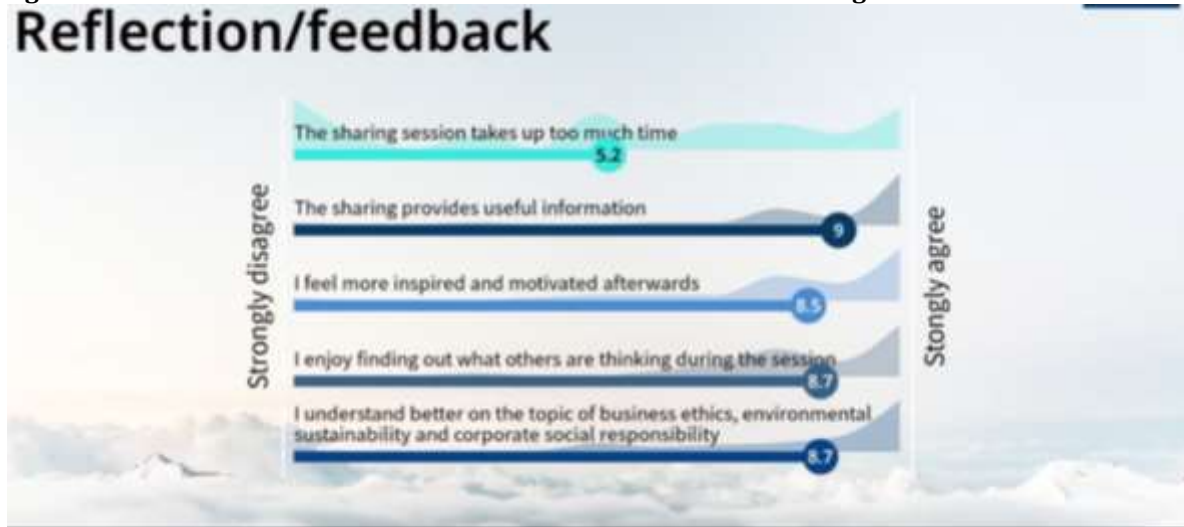 Reflection/feedback
Strongly disagree
The sharing session takes up too much time
5.2
The sharing provides useful information
9
I feel more inspired and motivated afterwards
8.5
I enjoy finding out what others are thinking during the session
8.7
I understand better on the topic of business ethics, environmental
sustainability and corporate social responsibility
8.7
Stongly agree